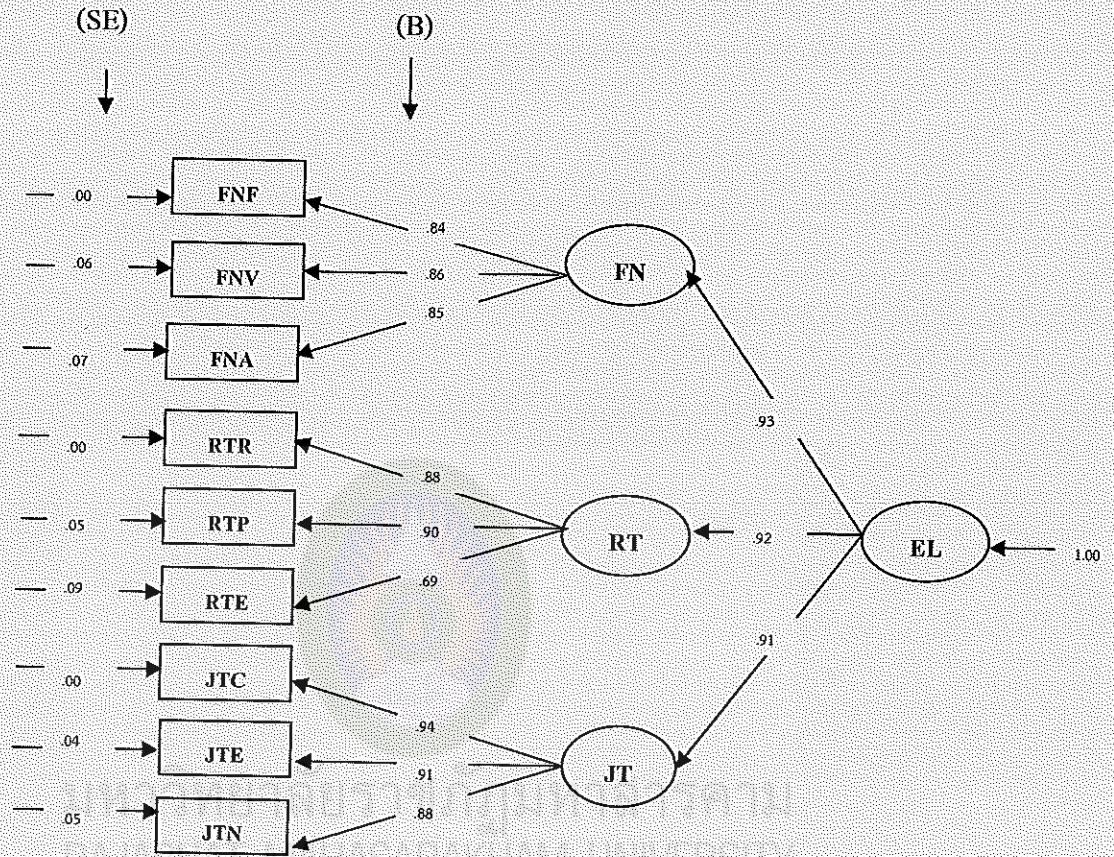 (SE)
(B)
.00 FNF .84
.06 FNV .86 FN
.07 FNA .85
.93
.00 RTR .88
.05 RTP .90 RT .92 EL 1.00
.09 RTE .69
.91
.00 JTC .94
.04 JTE .91 JT
.05 JTN .88